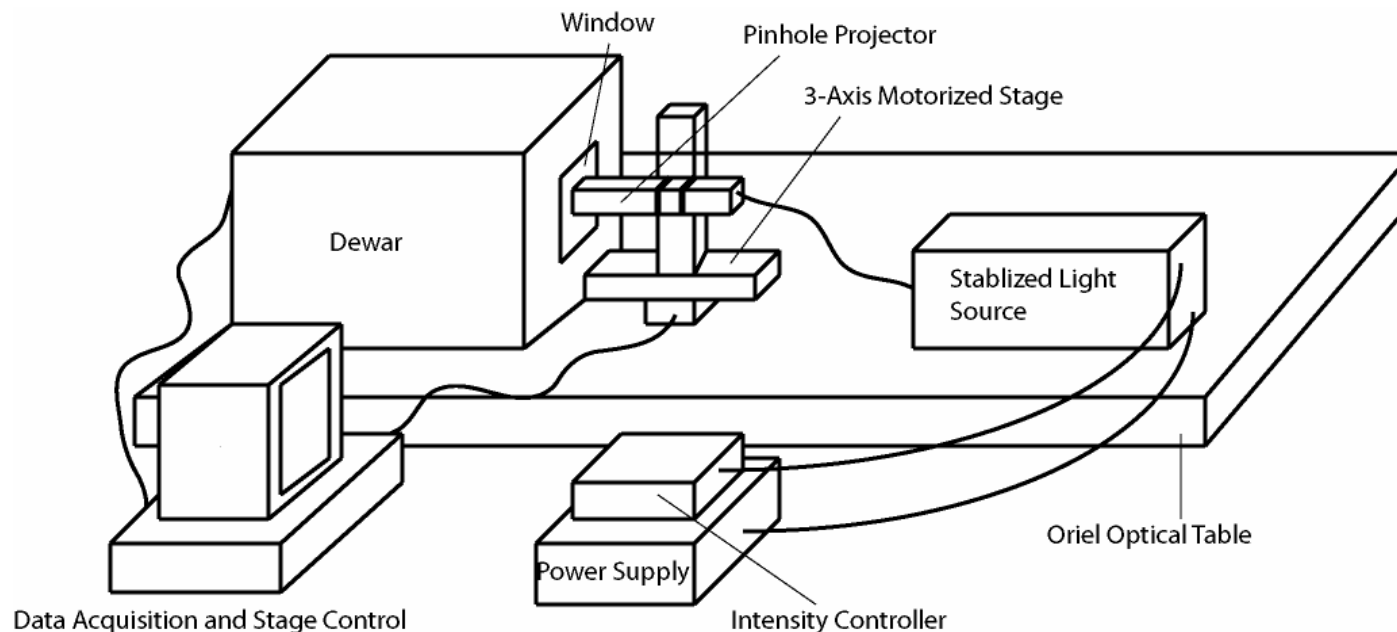 Window
Pinhole Projector
3-Axis Motorized Stage
Dewar
Stablized Light
Source
Oriel Optical Table
Power Supply
Data Acquisition and Stage Control
Intensity Controller